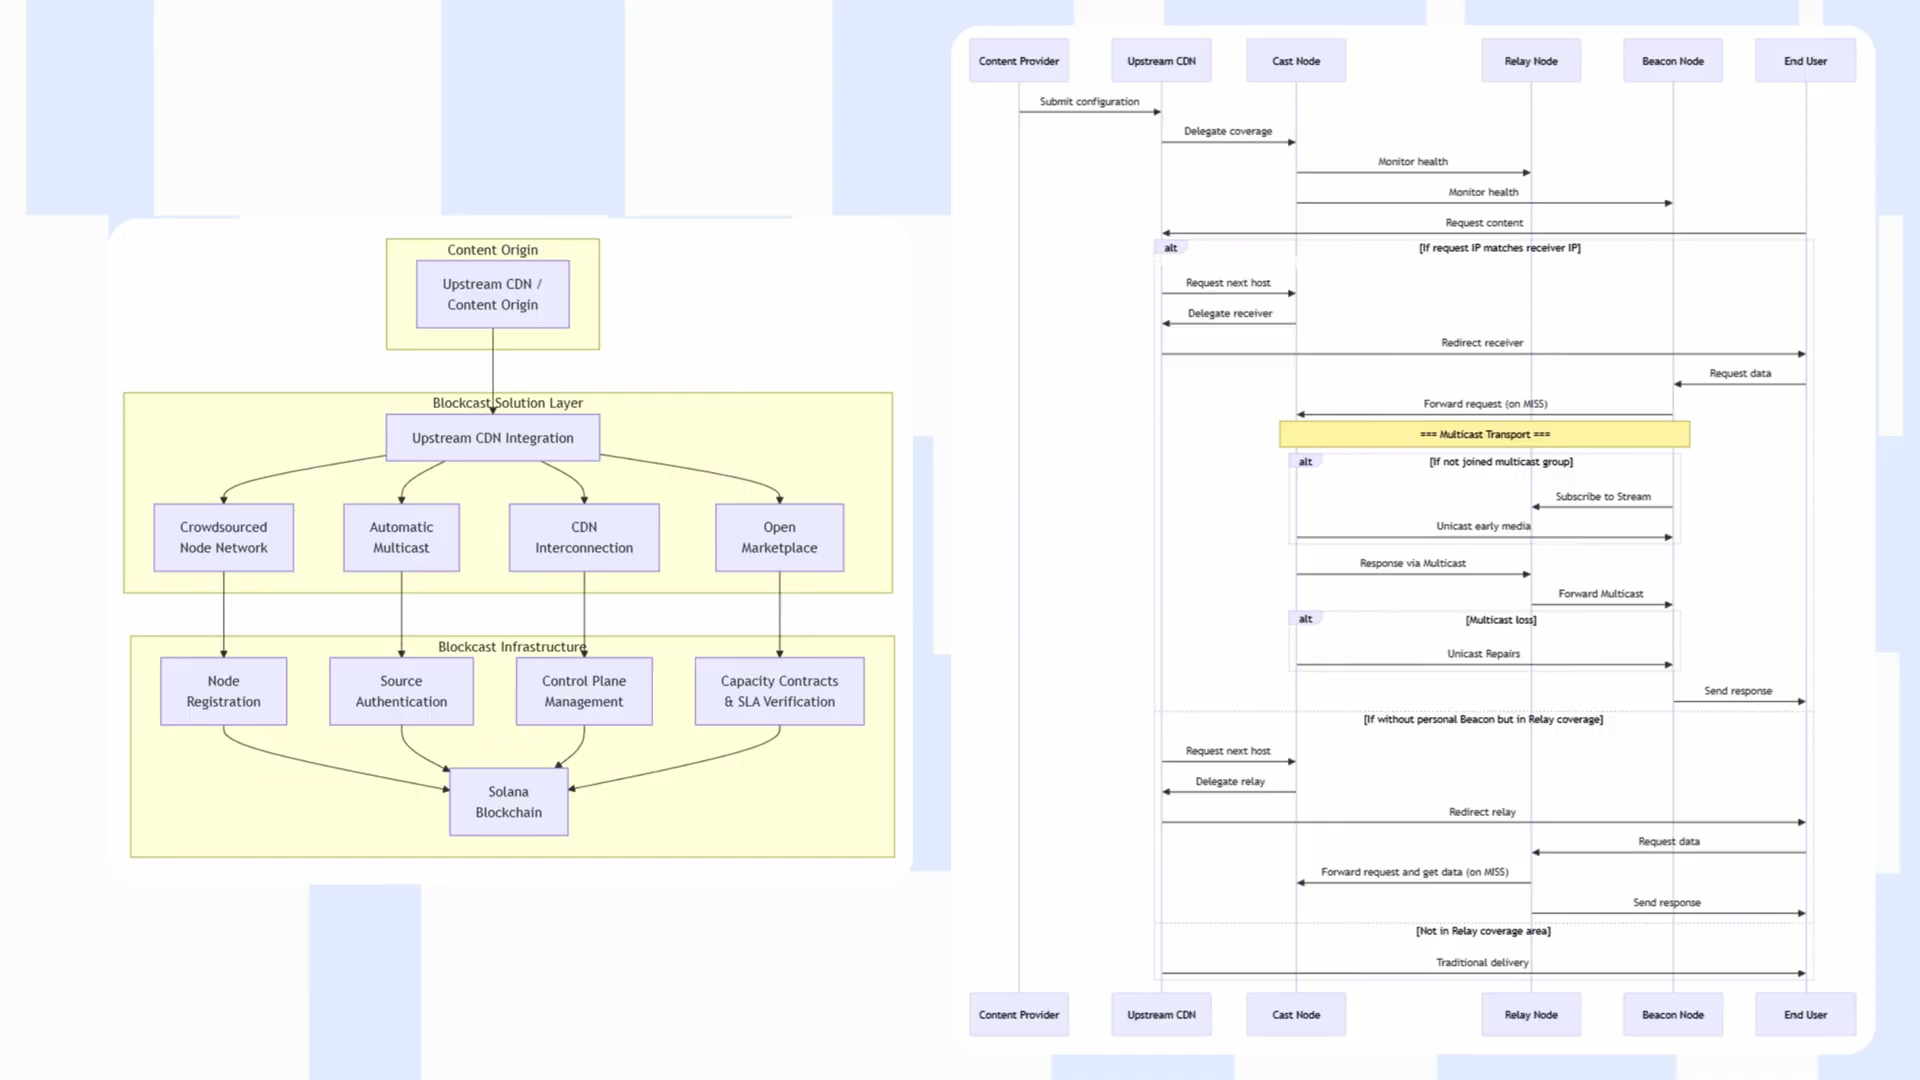 Content Origin
Upstream CDN /
Content Origin
Blockcast Solution Layer
Upstream CDN Integration
Crowdsourced
Node Network
Automatic
Multicast
CDN
Interconnection
Open
Marketplace
Blockcast Infrastructure
Node
Registration
Source
Authentication
Control Plane
Management
Capacity Contracts
& SLA Verification
Solana
Blockchain
Content Provider
Upstream CDN
Cast Node
Relay Node
Beacon Node
End User
Submit configuration
Delegate coverage
Monitor health
Monitor health
Request content
alt
[If request IP matches receiver IP]
Request next host
Delegate receiver
Redirect receiver
Request data
Forward request (on MISS)
=== Multicast Transport ===
alt
[If not joined multicast group]
Subscribe to Stream
Unicast early media
Response via Multicast
Forward Multicast
alt
[Multicast loss]
Unicast Repairs
Send response
[If without personal Beacon but in Relay coverage]
Request next host
Delegate relay
Redirect relay
Request data
Forward request and get data (on MISS)
Send response
[Not in Relay coverage area]
Traditional delivery
Content Provider
Upstream CDN
Cast Node
Relay Node
Beacon Node
End User